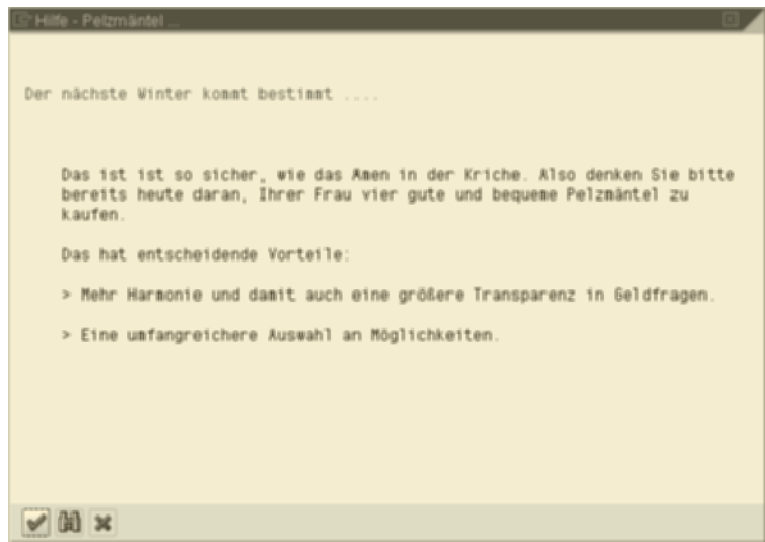 Hilfe - Pelzmäntel ...
Der nächste Winter kommt bestimmt ....
Das ist ist so sicher, wie das Amen in der Kriche. Also denken Sie bitte
bereits heute daran, Ihrer Frau vier gute und bequeme Pelzmäntel zu
kaufen.
Das hat entscheidende Vorteile:
> Mehr Harmonie und damit auch eine größere Transparenz in Geldfragen.
> Eine umfangreichere Auswahl an Möglichkeiten.